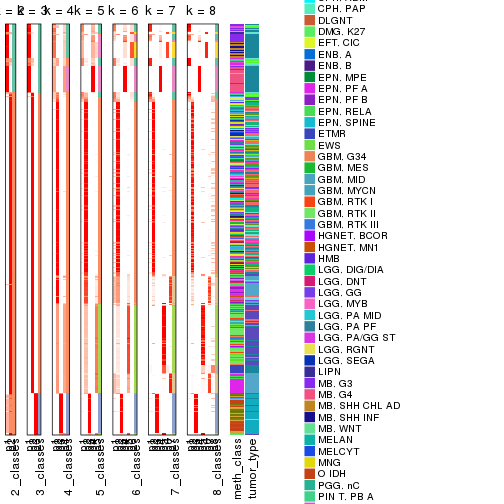 k = 2
k = 3
k = 4
k = 5
k = 6
k = 7
k = 8
CPH. PAP
DLGNT
DMG. K27
EFT. CIC
ENB. A
ENB. B
EPN. MPE
EPN. PF A
EPN. PF B
EPN. RELA
EPN. SPINE
ETMR
EWS
GBM. G34
GBM. MES
GBM. MID
GBM. MYCN
GBM. RTK I
GBM. RTK II
GBM. RTK III
HGNET. BCOR
HGNET. MN1
HMB
LGG. DIG/DIA
LGG. DNT
LGG. GG
LGG. MYB
LGG. PA MID
LGG. PA PF
LGG. PA/GG ST
LGG. RGNT
LGG. SEGA
LIPN
MB. G3
MB. G4
MB. SHH CHL AD
MB. SHH INF
MB. WNT
MELAN
MELCYT
MNG
O IDH
PGG. nC
PIN T. PB A
2_classes
3_classes
4_classes
5_classes
6_classes
7_classes
8_classes
meth_class
tumor_type